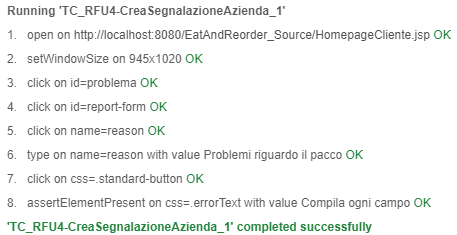 Running 'TC_RFU4-CreaSegnalazioneAzienda_1'
1. open on http://localhost:8080/EatAndReorder_Source/HomepageCliente.jsp OK
2. setWindowSize on 945x1020 OK
3. click on id=problema OK
4. click on id=report-form OK
5. click on name=reason OK
6. type on name=reason with value Problemi riguardo il pacco OK
7. click on css=.standard-button OK
8. assertElementPresent on css=.errorText with value Compila ogni campo OK
'TC_RFU4-CreaSegnalazioneAzienda_1' completed successfully